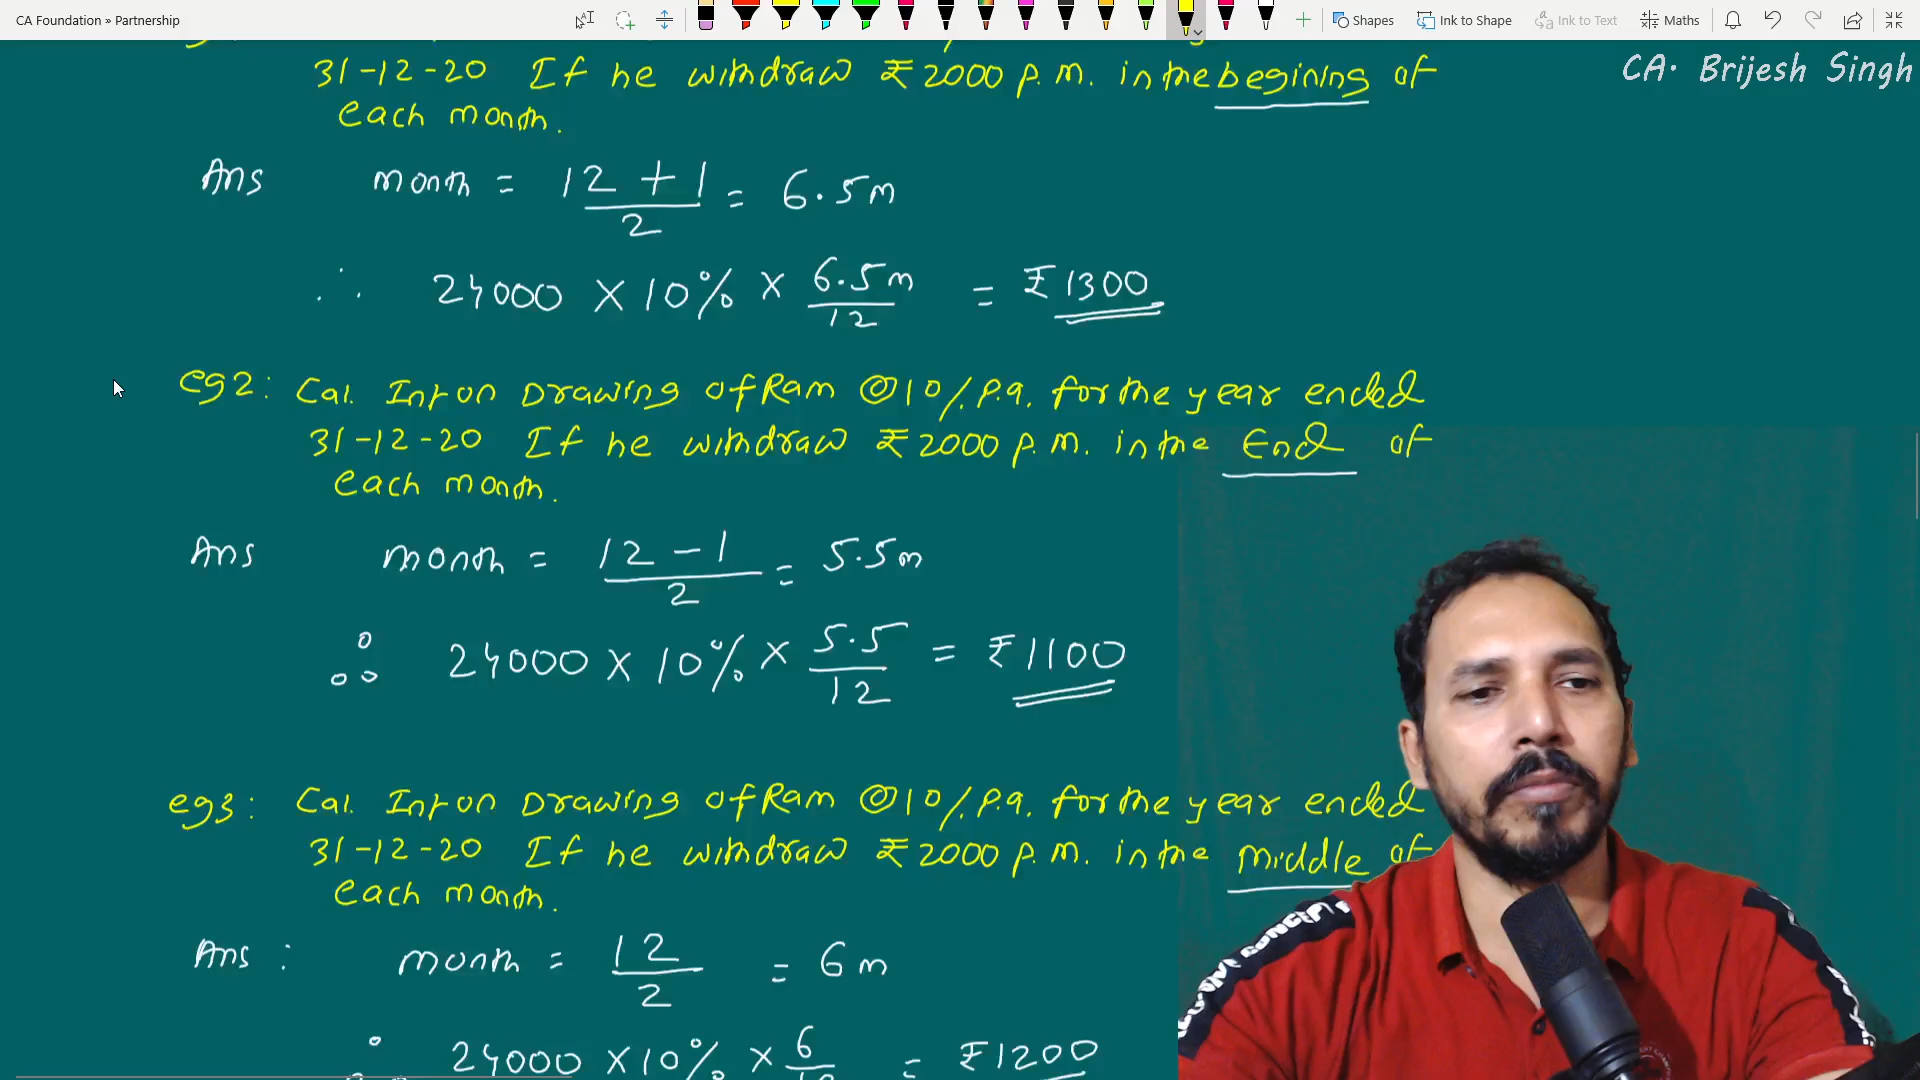 CA Foundation » Partnership
Shapes Ink to Shape Ink to Text Maths
CA. Brijesh Singh
31-12-20 If he withdraw ₹2000 p.m. in the begining of
each month.
Ans month = 12 + 1 / 2 = 6.5m
∴ 24000 × 10% × 6.5m / 12 = ₹1300
eg2: Cal. Int on Drawing of Ram @10% p.a. for the year ended
31-12-20 If he withdraw ₹2000 p.m. in the End of
each month.
Ans month = 12 - 1 / 2 = 5.5m
∴ 24000 × 10% × 5.5 / 12 = ₹1100
eg3: Cal. Int on Drawing of Ram @10% p.a. for the year ended
31-12-20 If he withdraw ₹2000 p.m. in the middle of
each month.
Ans: month = 12 / 2 = 6m
24000 × 10% × 6 = ₹1200